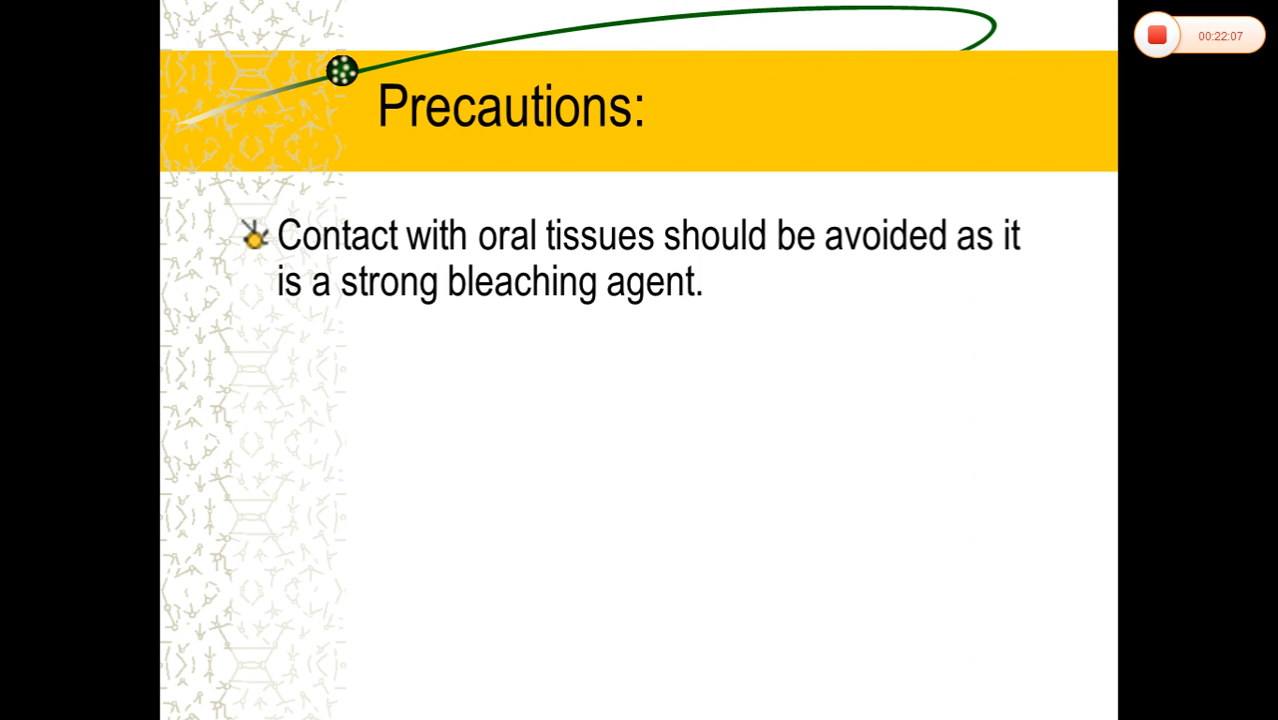 00:22:07
Precautions:
Contact with oral tissues should be avoided as it
is a strong bleaching agent.